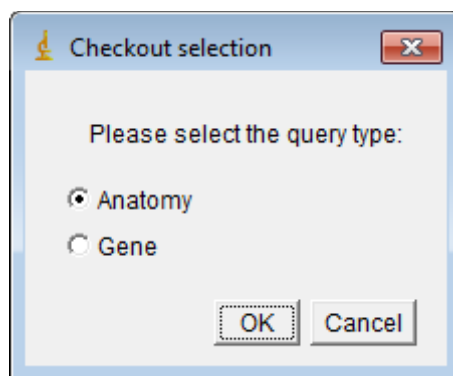 Checkout selection
Please select the query type:
Anatomy
Gene
OK Cancel